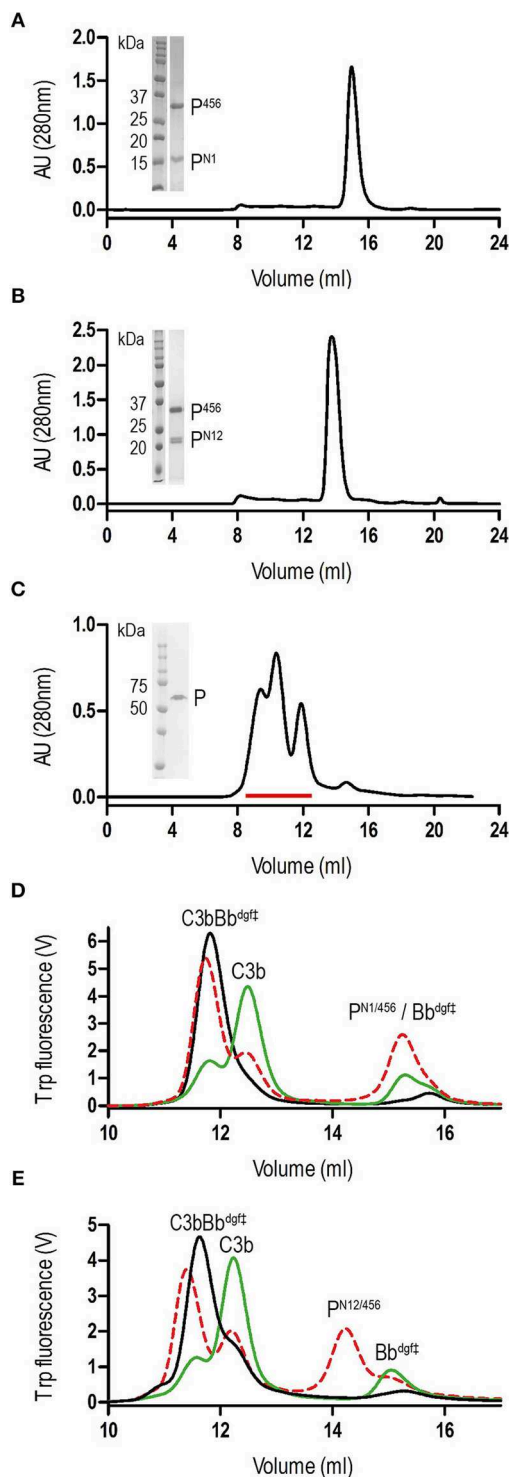 A
kDa
37
25
20
15
P⁴⁵⁶
Pᴺ¹
AU (280nm)
2.0
1.5
1.0
0.5
0.0
0 4 8 12 16 20 24
Volume (ml)
B
kDa
37
25
20
P⁴⁵⁶
Pᴺ¹²
AU (280nm)
2.5
2.0
1.5
1.0
0.5
0.0
0 4 8 12 16 20 24
Volume (ml)
C
kDa
75
50
P
AU (280nm)
1.0
0.5
0.0
0 4 8 12 16 20 24
Volume (ml)
D
C3bBbᵈᵍᶠ‡
C3b
Pᴺ¹/⁴⁵⁶ / Bbᵈᵍᶠ‡
Trp fluorescence (V)
6
5
4
3
2
1
0
10 12 14 16
Volume (ml)
E
C3bBbᵈᵍᶠ‡
C3b
Pᴺ¹²/⁴⁵⁶
Bbᵈᵍᶠ‡
Trp fluorescence (V)
5
4
3
2
1
0
10 12 14 16
Volume (ml)